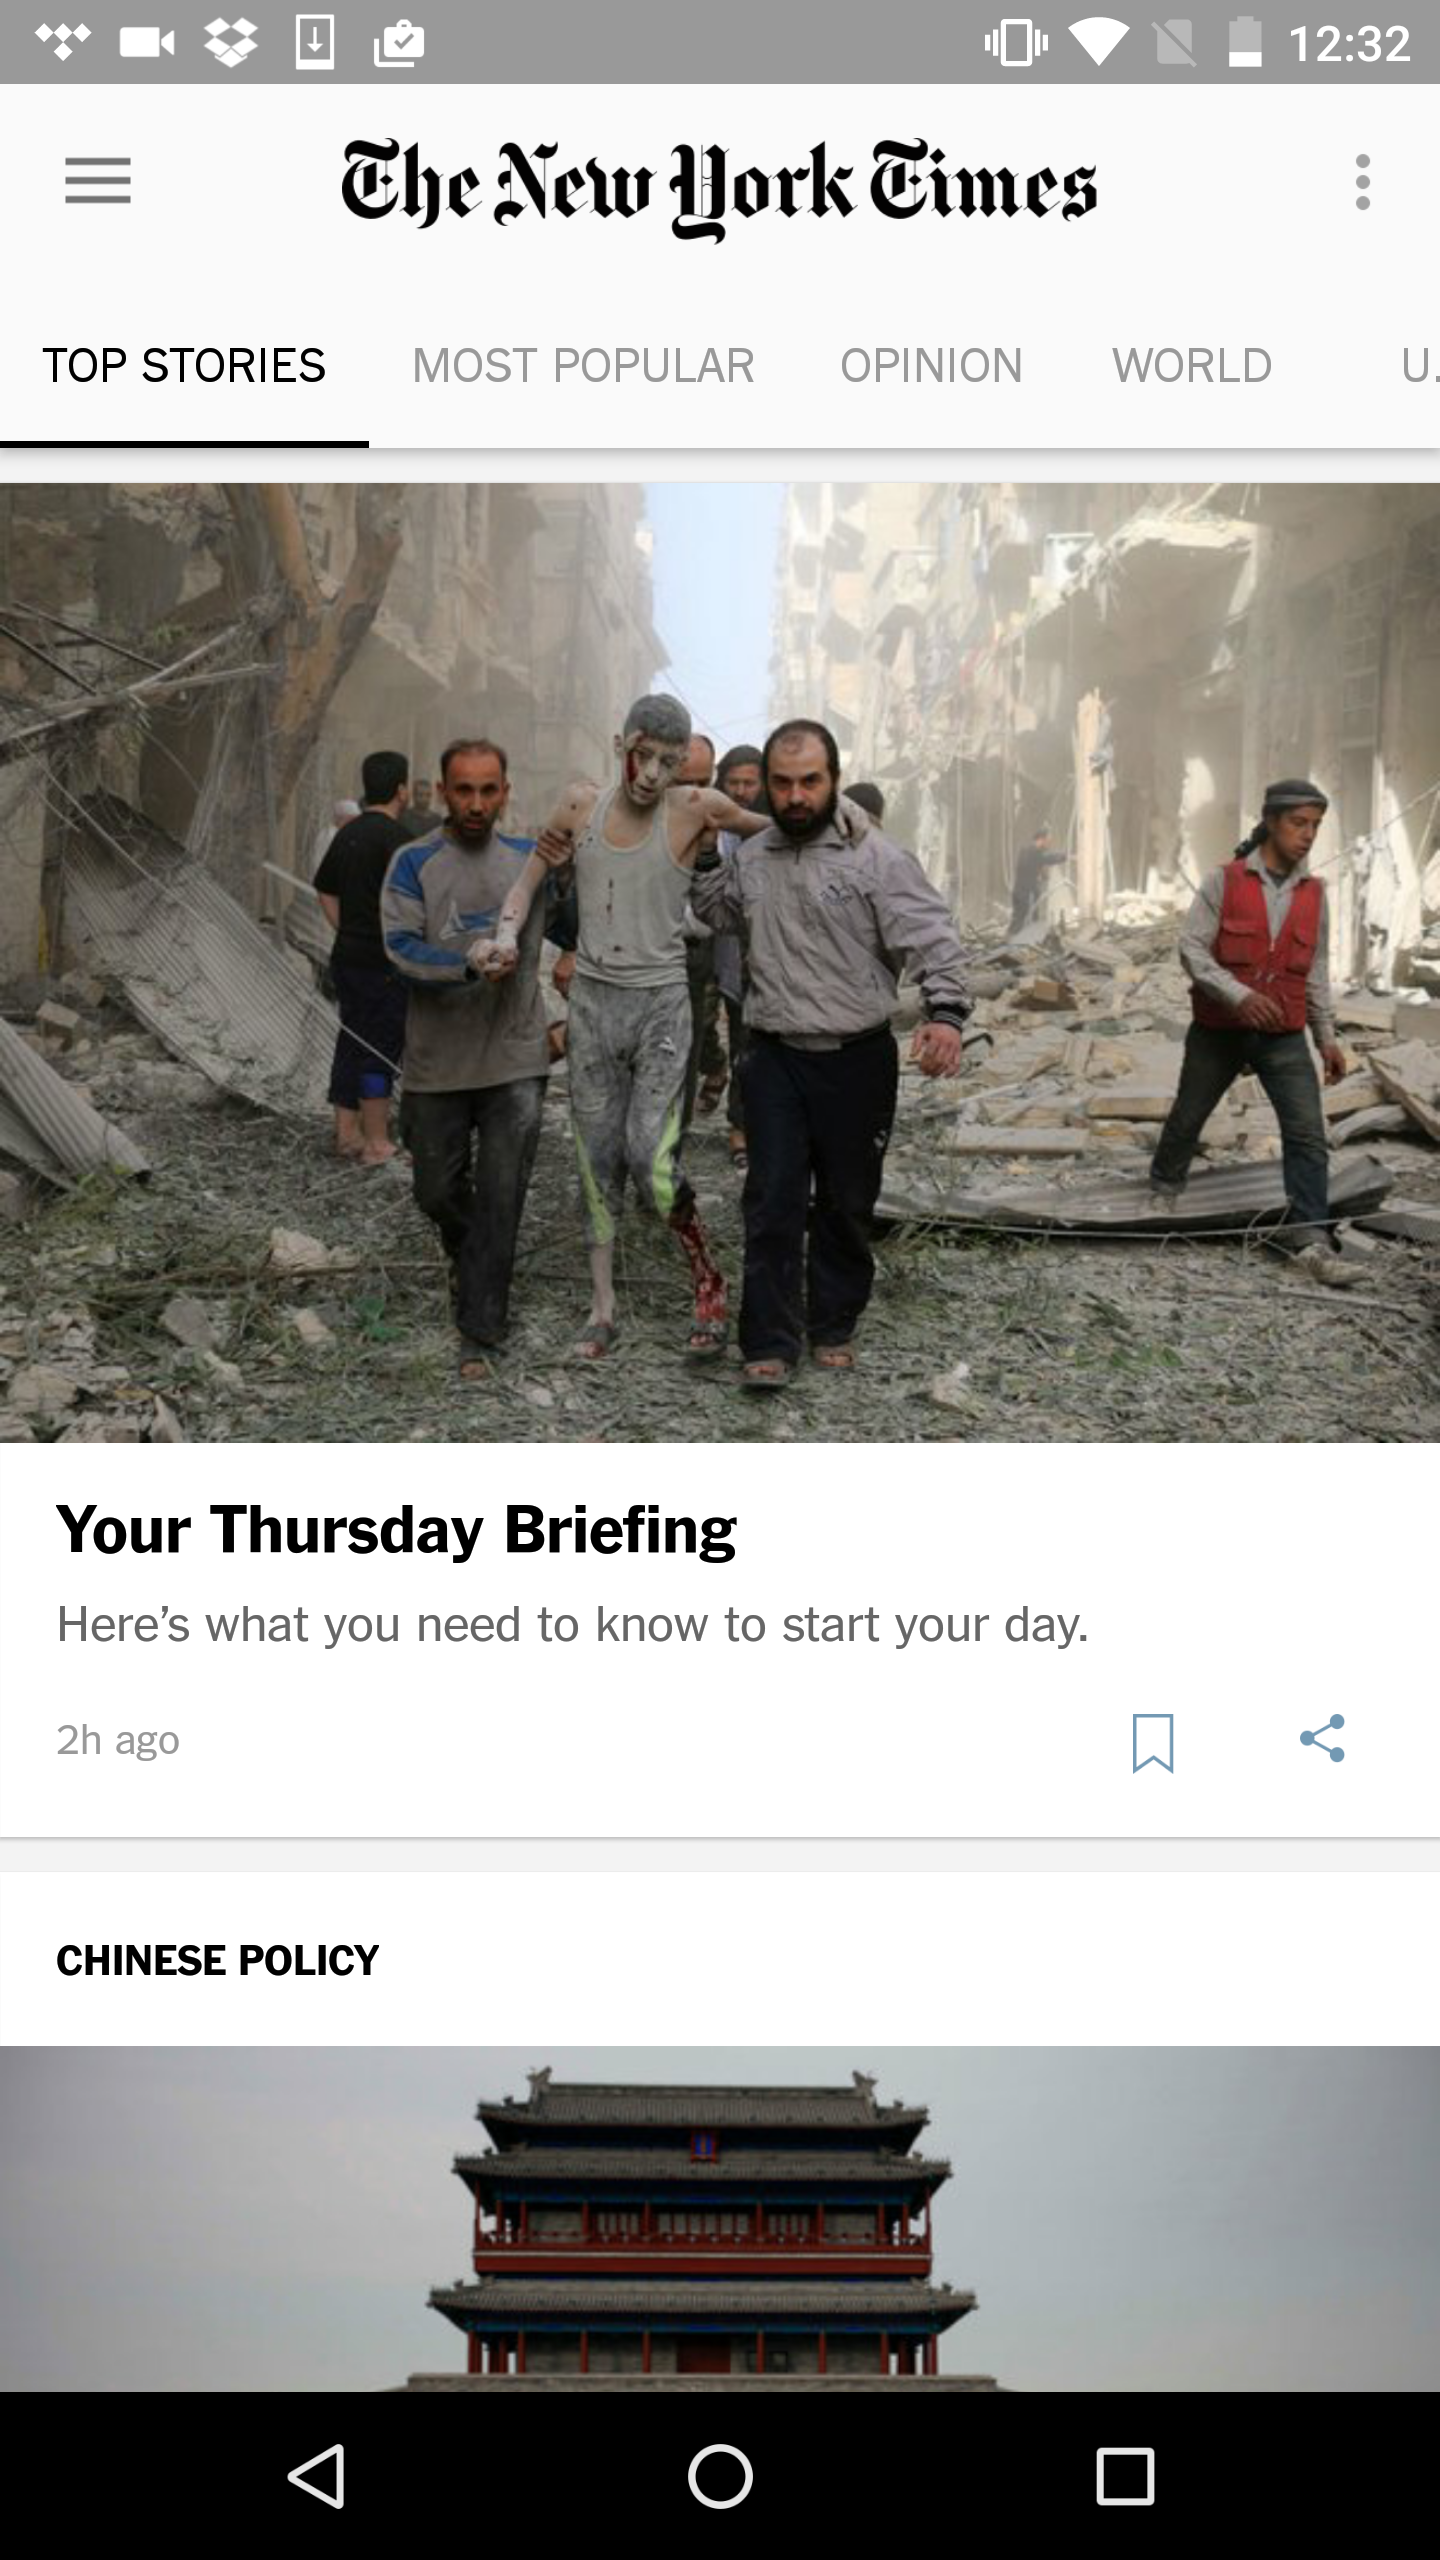 12:32
The New York Times
TOP STORIES MOST POPULAR OPINION WORLD U.
Your Thursday Briefing
Here’s what you need to know to start your day.
2h ago
CHINESE POLICY